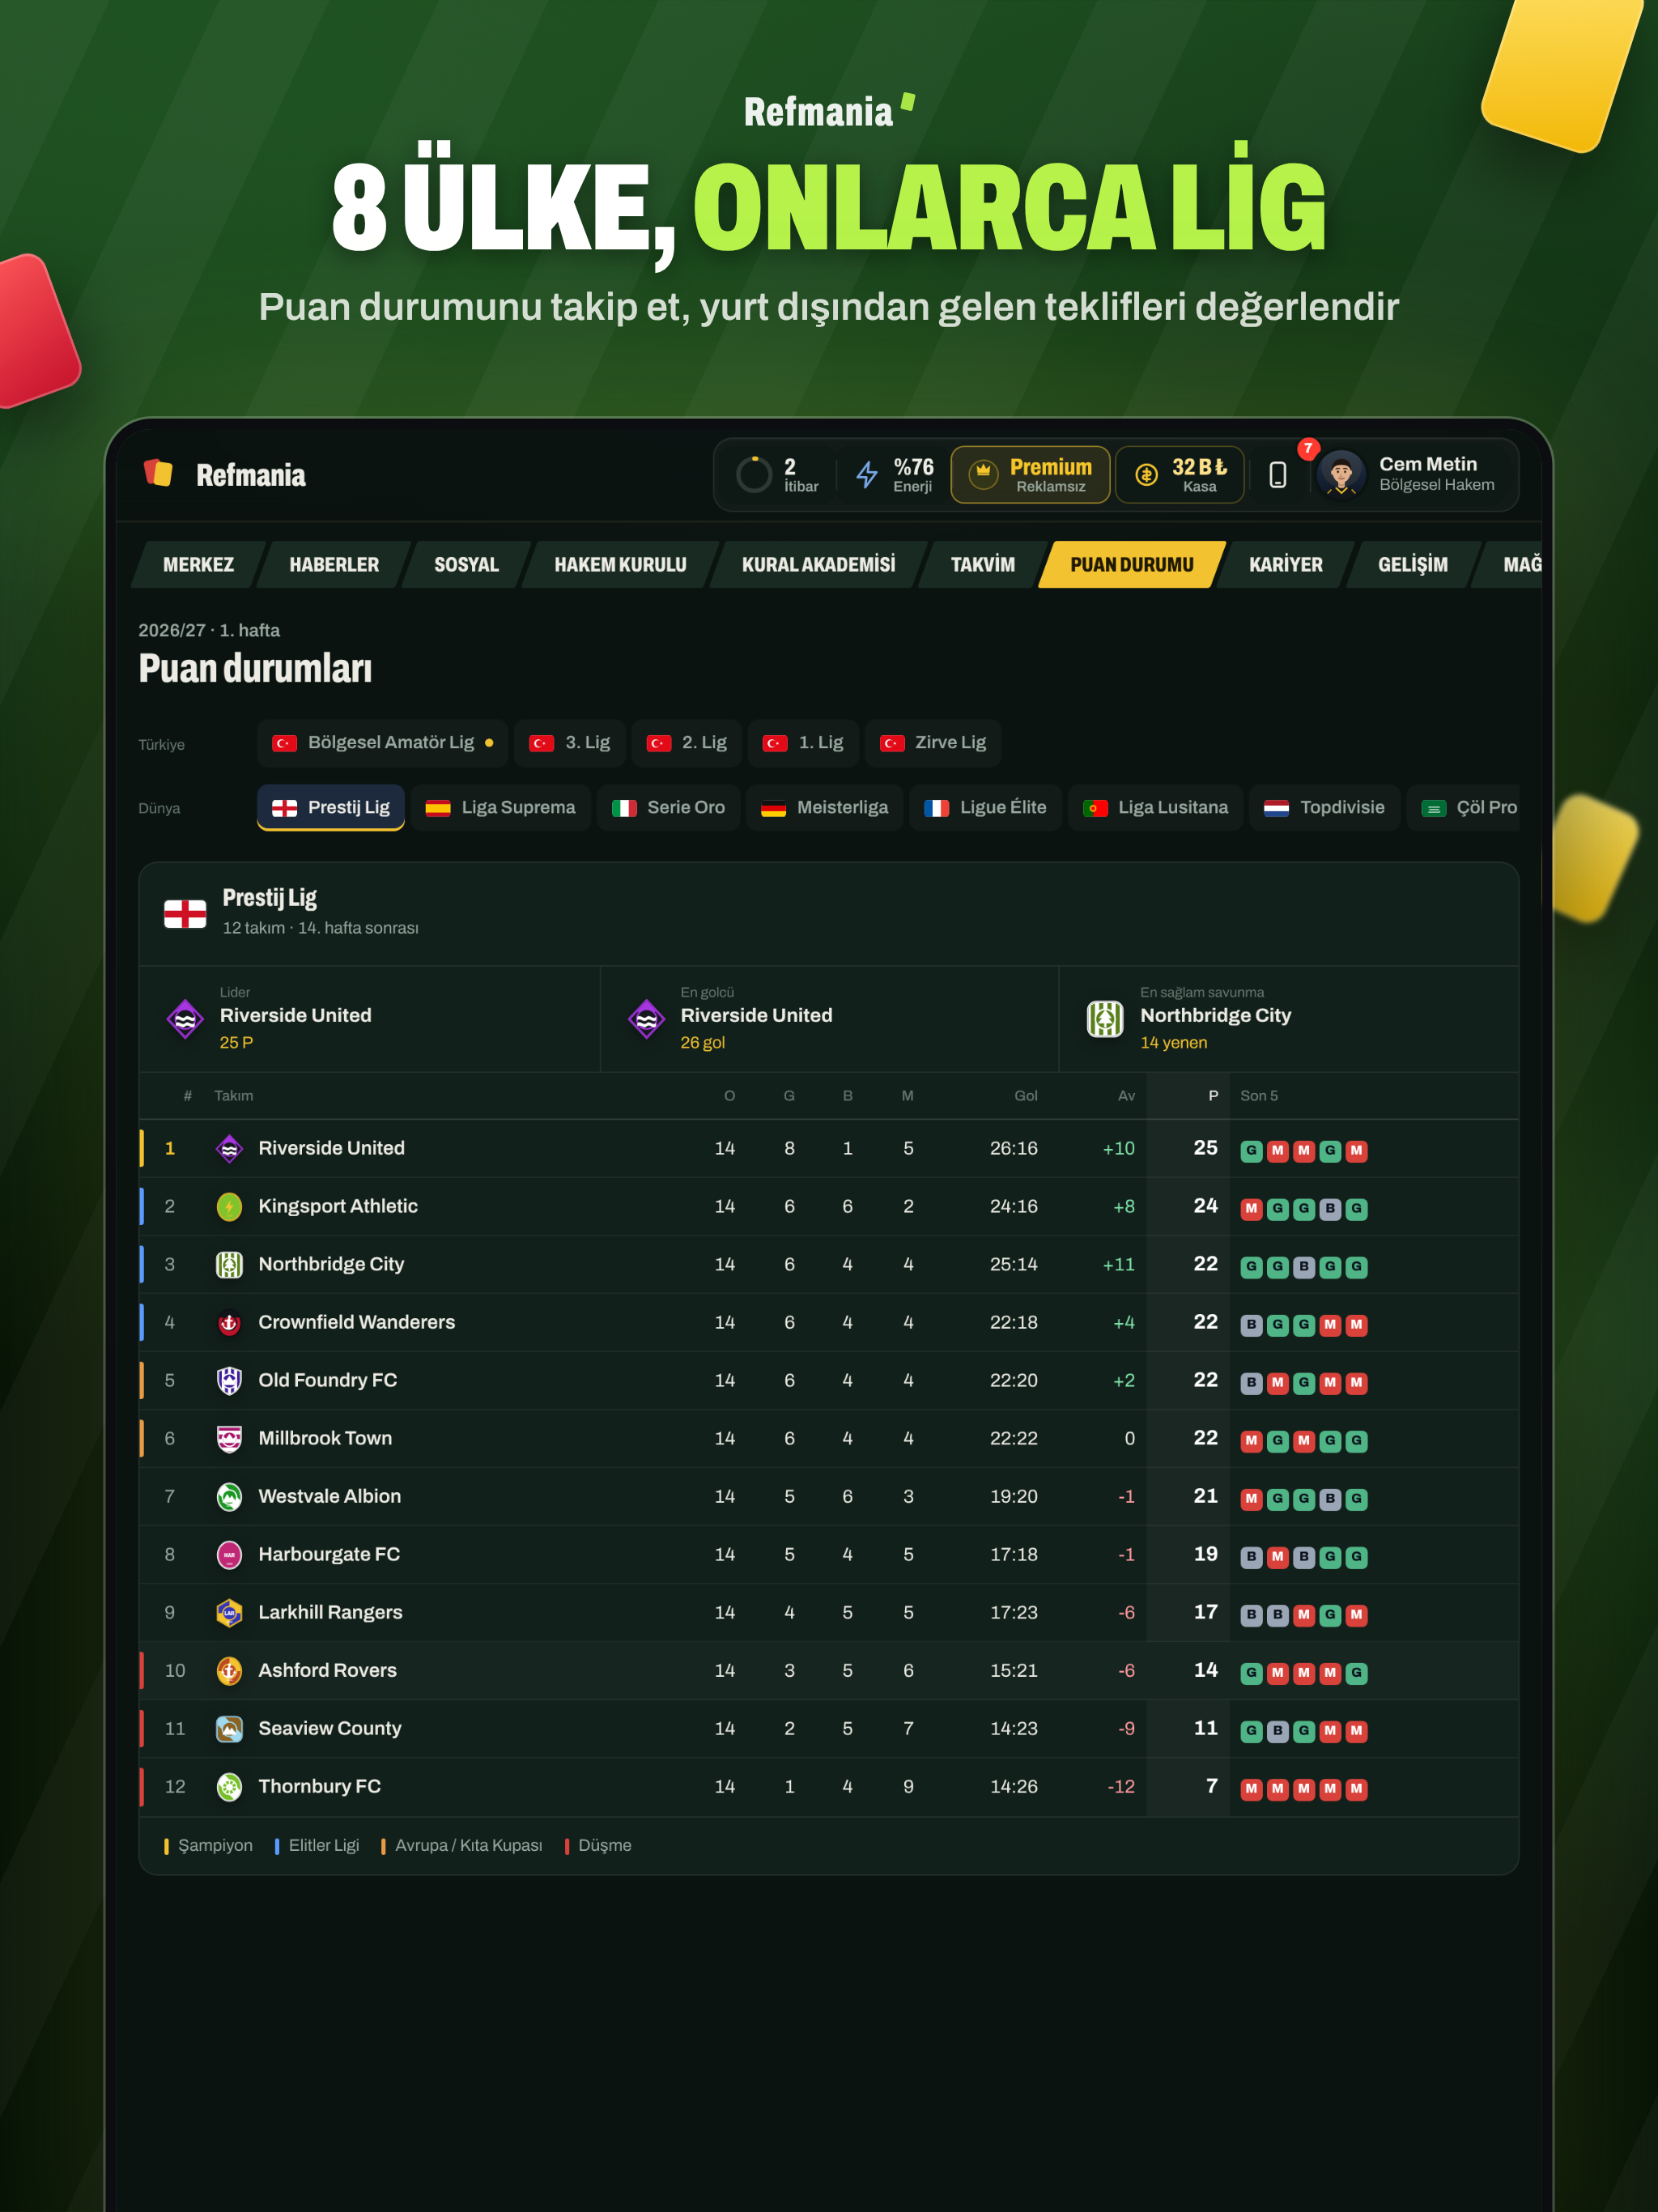 Refmania
8 ÜLKE, ONLARCA LİG
Puan durumunu takip et, yurt dışından gelen teklifleri değerlendir
Refmania
2 İtibar
%76 Enerji
Premium Reklamsız
32 B ₺ Kasa
7
Cem Metin
Bölgesel Hakem
MERKEZ HABERLER SOSYAL HAKEM KURULU KURAL AKADEMİSİ TAKVİM PUAN DURUMU KARİYER GELİŞİM MAĞ
2026/27 · 1. hafta
Puan durumları
Türkiye Bölgesel Amatör Lig 3. Lig 2. Lig 1. Lig Zirve Lig
Dünya Prestij Lig Liga Suprema Serie Oro Meisterliga Ligue Élite Liga Lusitana Topdivisie Çöl Pro
Prestij Lig
12 takım · 14. hafta sonrası
Lider
Riverside United
25 P
En golcü
Riverside United
26 gol
En sağlam savunma
Northbridge City
14 yenen
# Takım O G B M Gol Av P Son 5
1 Riverside United 14 8 1 5 26:16 +10 25 G M M G M
2 Kingsport Athletic 14 6 6 2 24:16 +8 24 M G G B G
3 Northbridge City 14 6 4 4 25:14 +11 22 G G B G G
4 Crownfield Wanderers 14 6 4 4 22:18 +4 22 B G G M M
5 Old Foundry FC 14 6 4 4 22:20 +2 22 B M G M M
6 Millbrook Town 14 6 4 4 22:22 0 22 M G M G G
7 Westvale Albion 14 5 6 3 19:20 -1 21 M G G B G
8 HAR Harbourgate FC 14 5 4 5 17:18 -1 19 B M B G G
9 LAR Larkhill Rangers 14 4 5 5 17:23 -6 17 B B M G M
10 Ashford Rovers 14 3 5 6 15:21 -6 14 G M M M G
11 Seaview County 14 2 5 7 14:23 -9 11 G B G M M
12 Thornbury FC 14 1 4 9 14:26 -12 7 M M M M M
Şampiyon Elitler Ligi Avrupa / Kıta Kupası Düşme